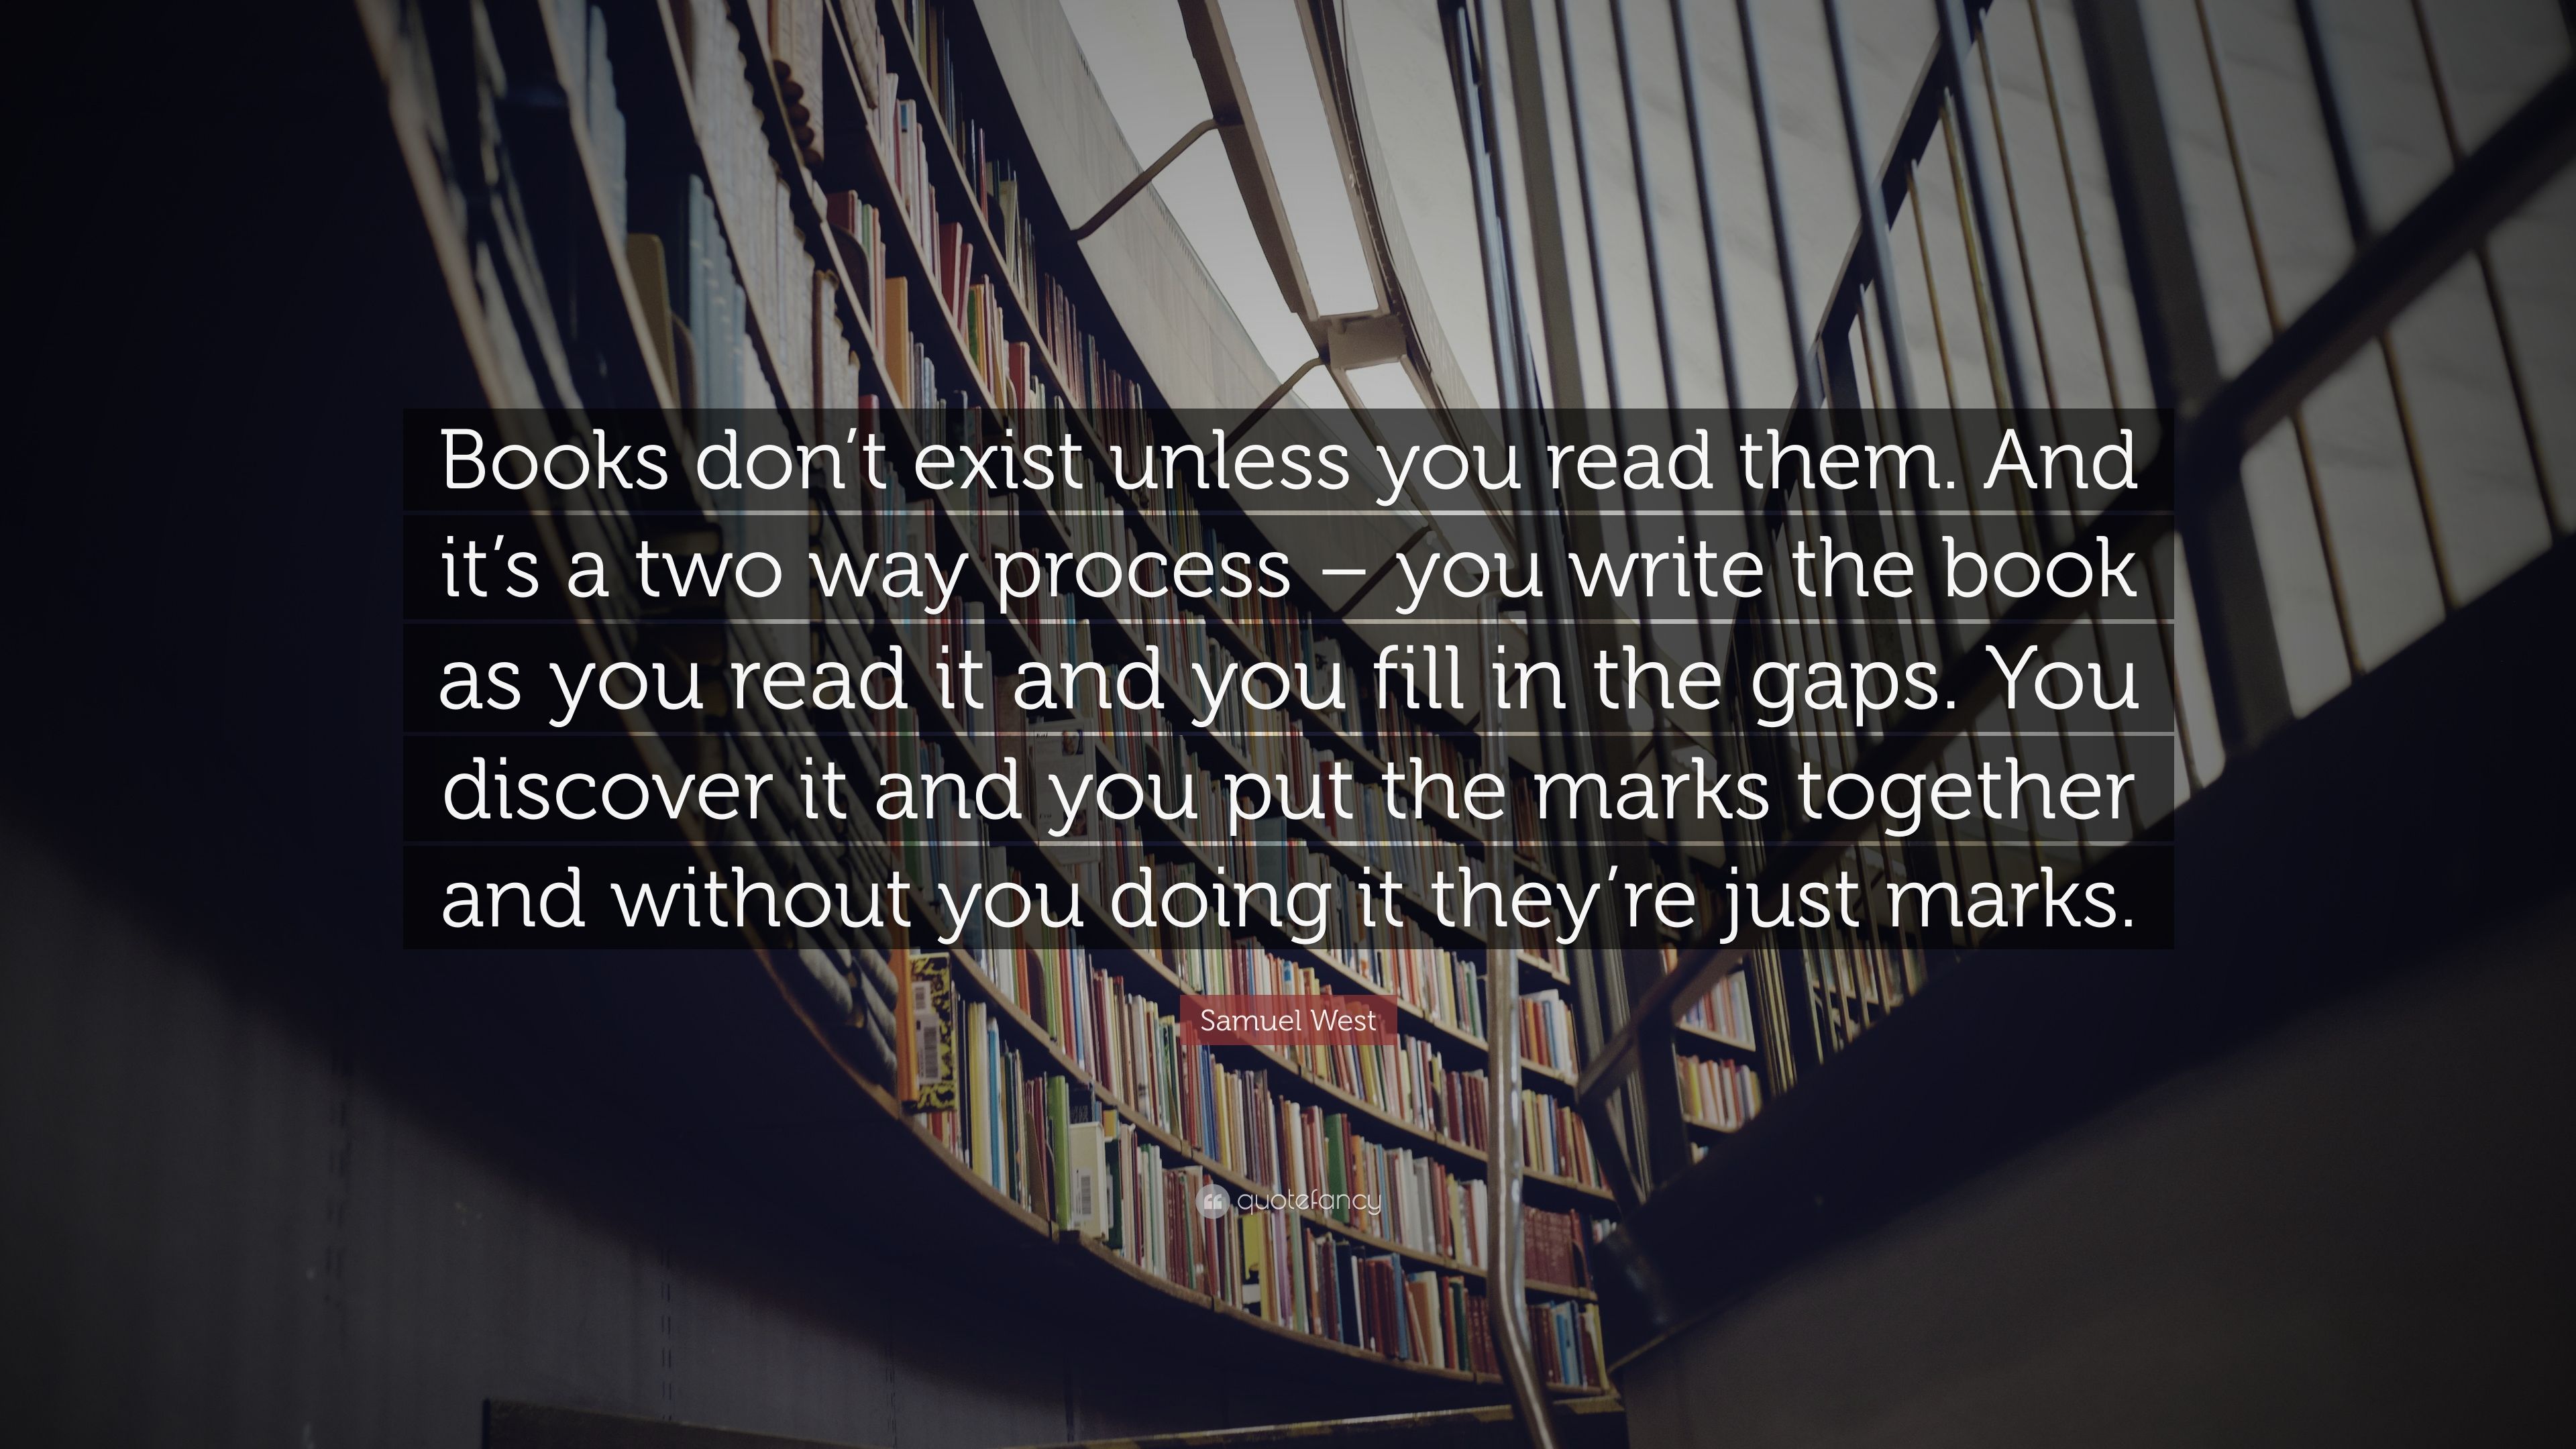 Books don’t exist unless you read them. And
it’s a two way process – you write the book
as you read it and you fill in the gaps. You
discover it and you put the marks together
and without you doing it they’re just marks.
Samuel West
quotefancy